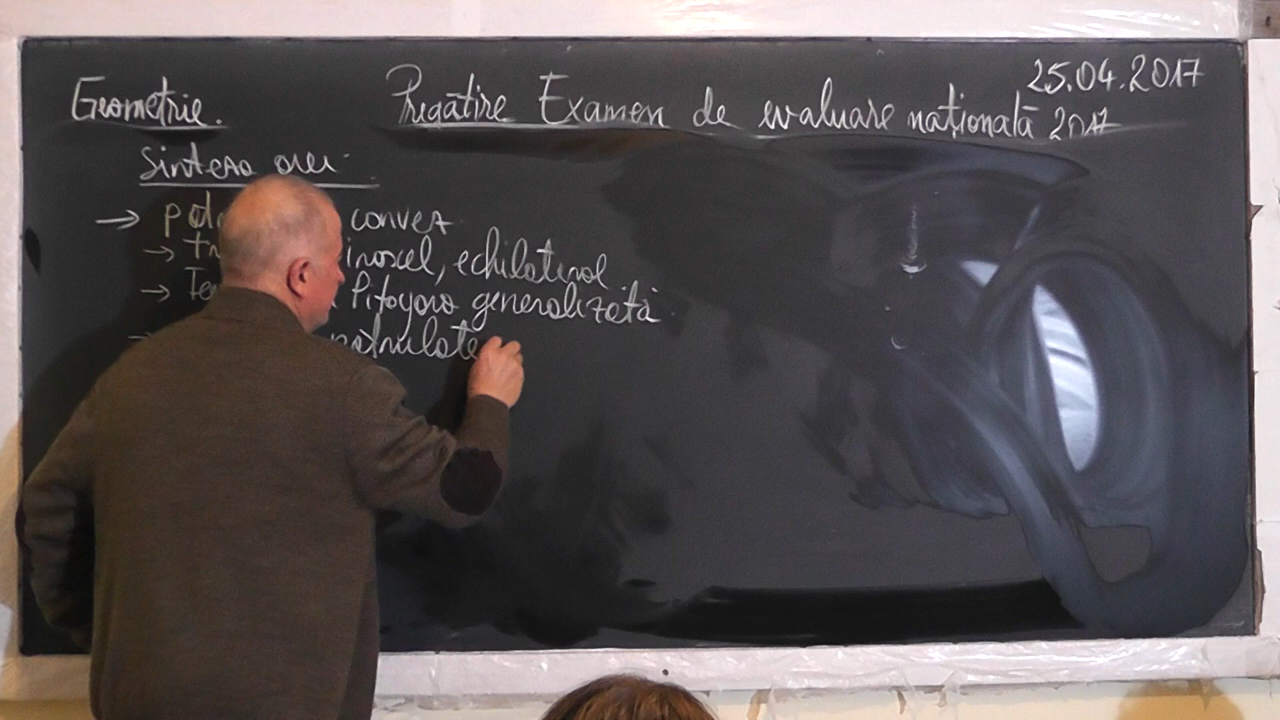 25.04.2017
Geometrie. Pregătire Examen de evaluare națională 2017
Sinteza orei
→ convex
→ isoscel, echilateral
→ Pitagora generalizată